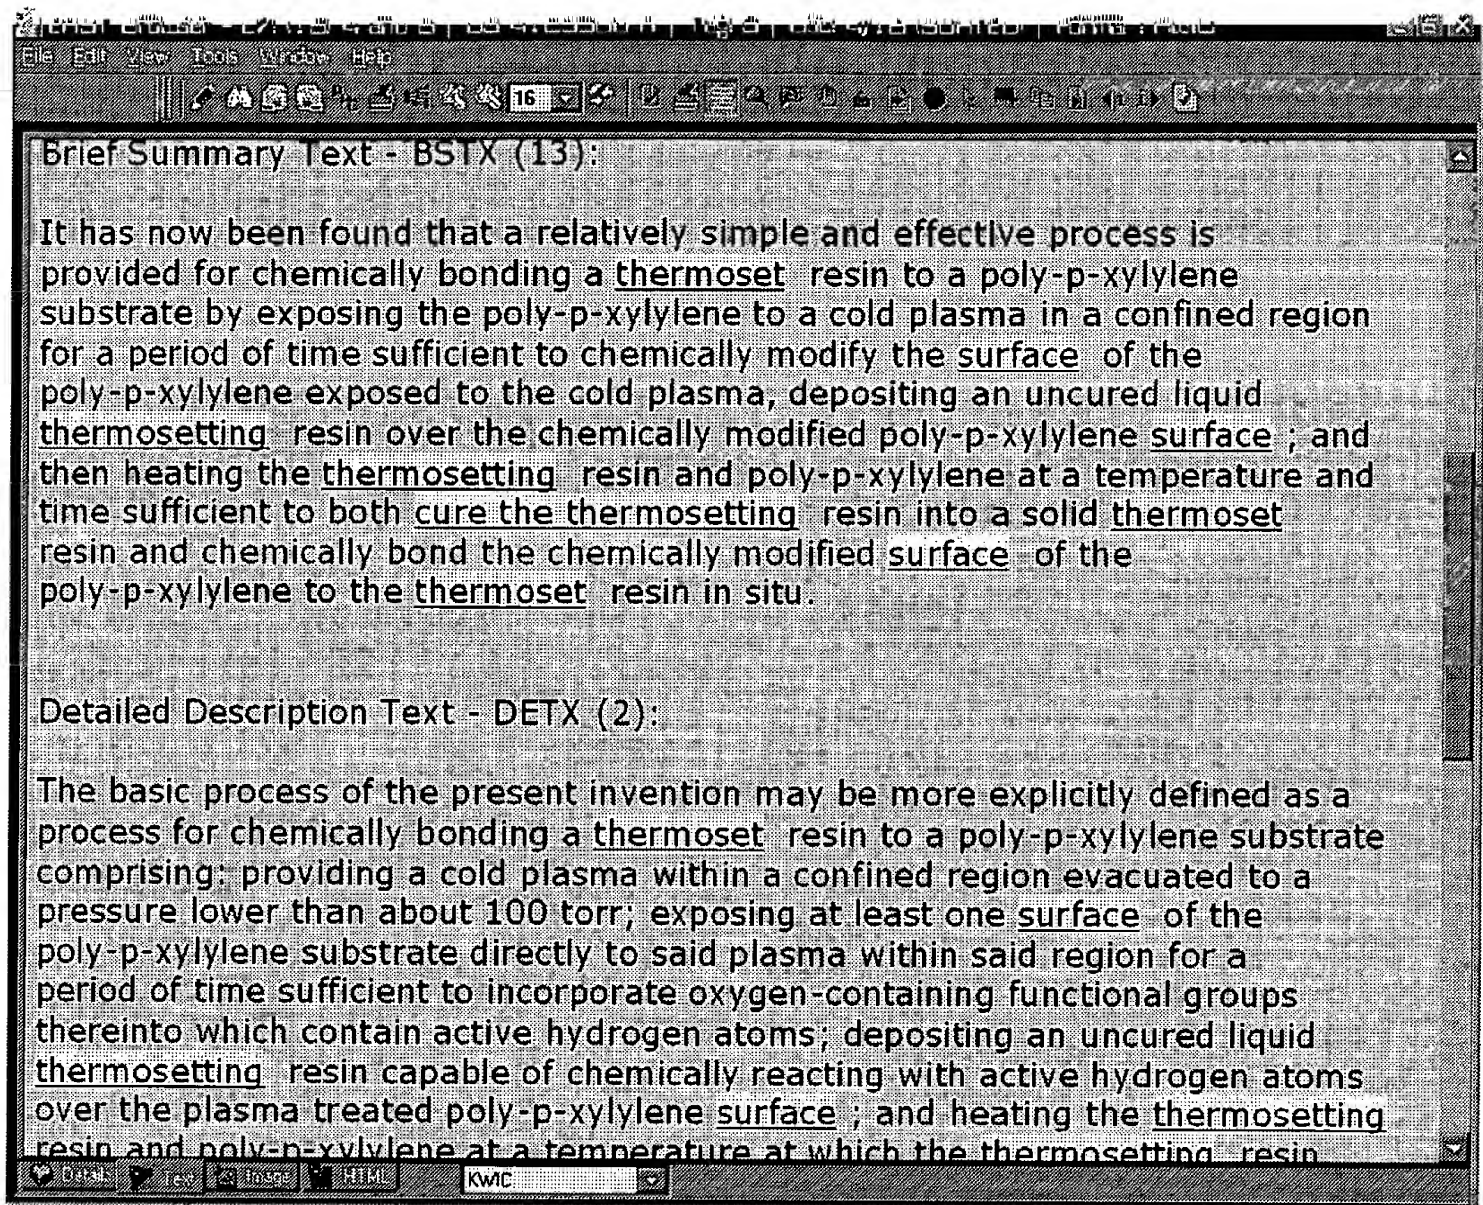 File Edit View Tools Window Help
16
Brief Summary Text - BSTX (13):
It has now been found that a relatively simple and effective process is
provided for chemically bonding a thermoset resin to a poly-p-xylylene
substrate by exposing the poly-p-xylylene to a cold plasma in a confined region
for a period of time sufficient to chemically modify the surface of the
poly-p-xylylene exposed to the cold plasma, depositing an uncured liquid
thermosetting resin over the chemically modified poly-p-xylylene surface ; and
then heating the thermosetting resin and poly-p-xylylene at a temperature and
time sufficient to both cure the thermosetting resin into a solid thermoset
resin and chemically bond the chemically modified surface of the
poly-p-xylylene to the thermoset resin in situ.
Detailed Description Text - DETX (2):
The basic process of the present invention may be more explicitly defined as a
process for chemically bonding a thermoset resin to a poly-p-xylylene substrate
comprising: providing a cold plasma within a confined region evacuated to a
pressure lower than about 100 torr; exposing at least one surface of the
poly-p-xylylene substrate directly to said plasma within said region for a
period of time sufficient to incorporate oxygen-containing functional groups
thereinto which contain active hydrogen atoms; depositing an uncured liquid
thermosetting resin capable of chemically reacting with active hydrogen atoms
over the plasma treated poly-p-xylylene surface ; and heating the thermosetting
resin and poly-p-xylylene at a temperature at which the thermosetting resin
Details Text Image HTML KWIC